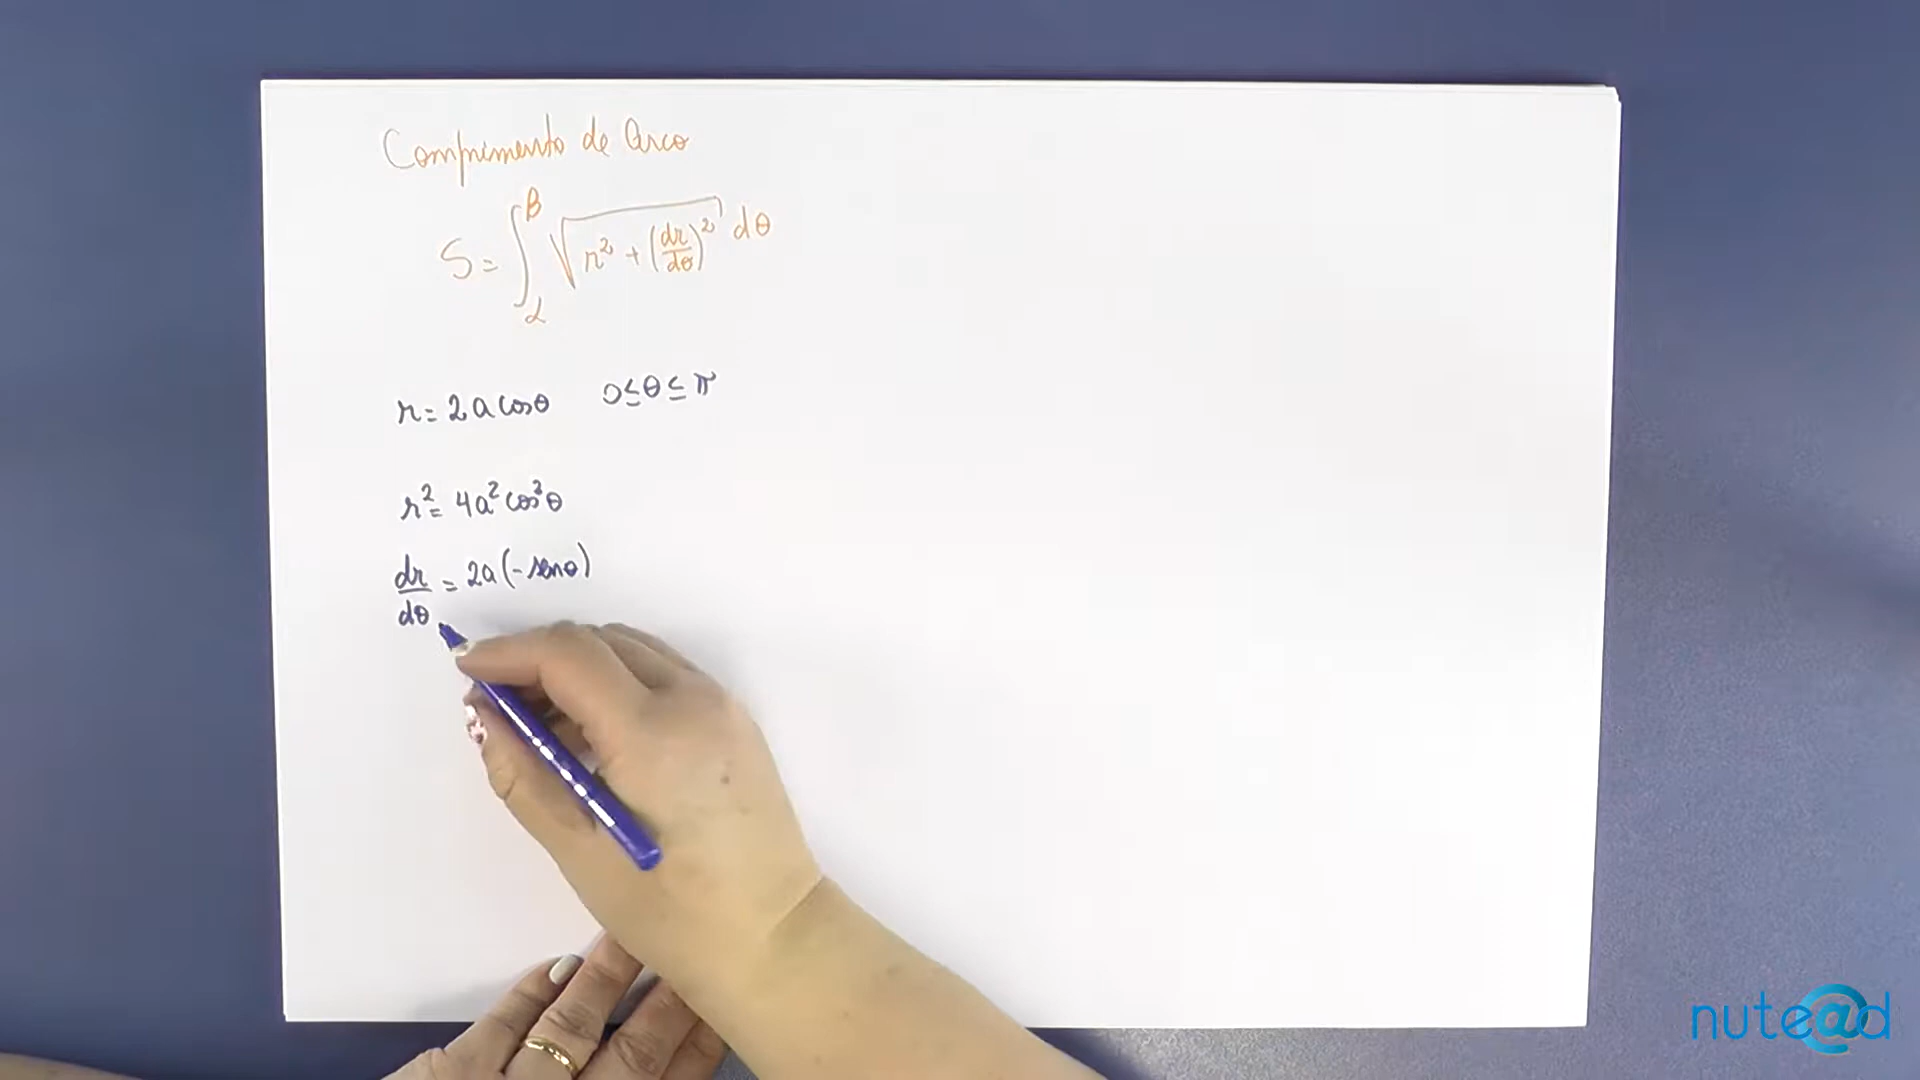 Comprimento de Arco
S = ∫_α^β √(r² + (dr/dθ)²) dθ
r = 2a cosθ 0 ≤ θ ≤ π
r² = 4a² cos²θ
dr/dθ = 2a(-senθ)
nute@d